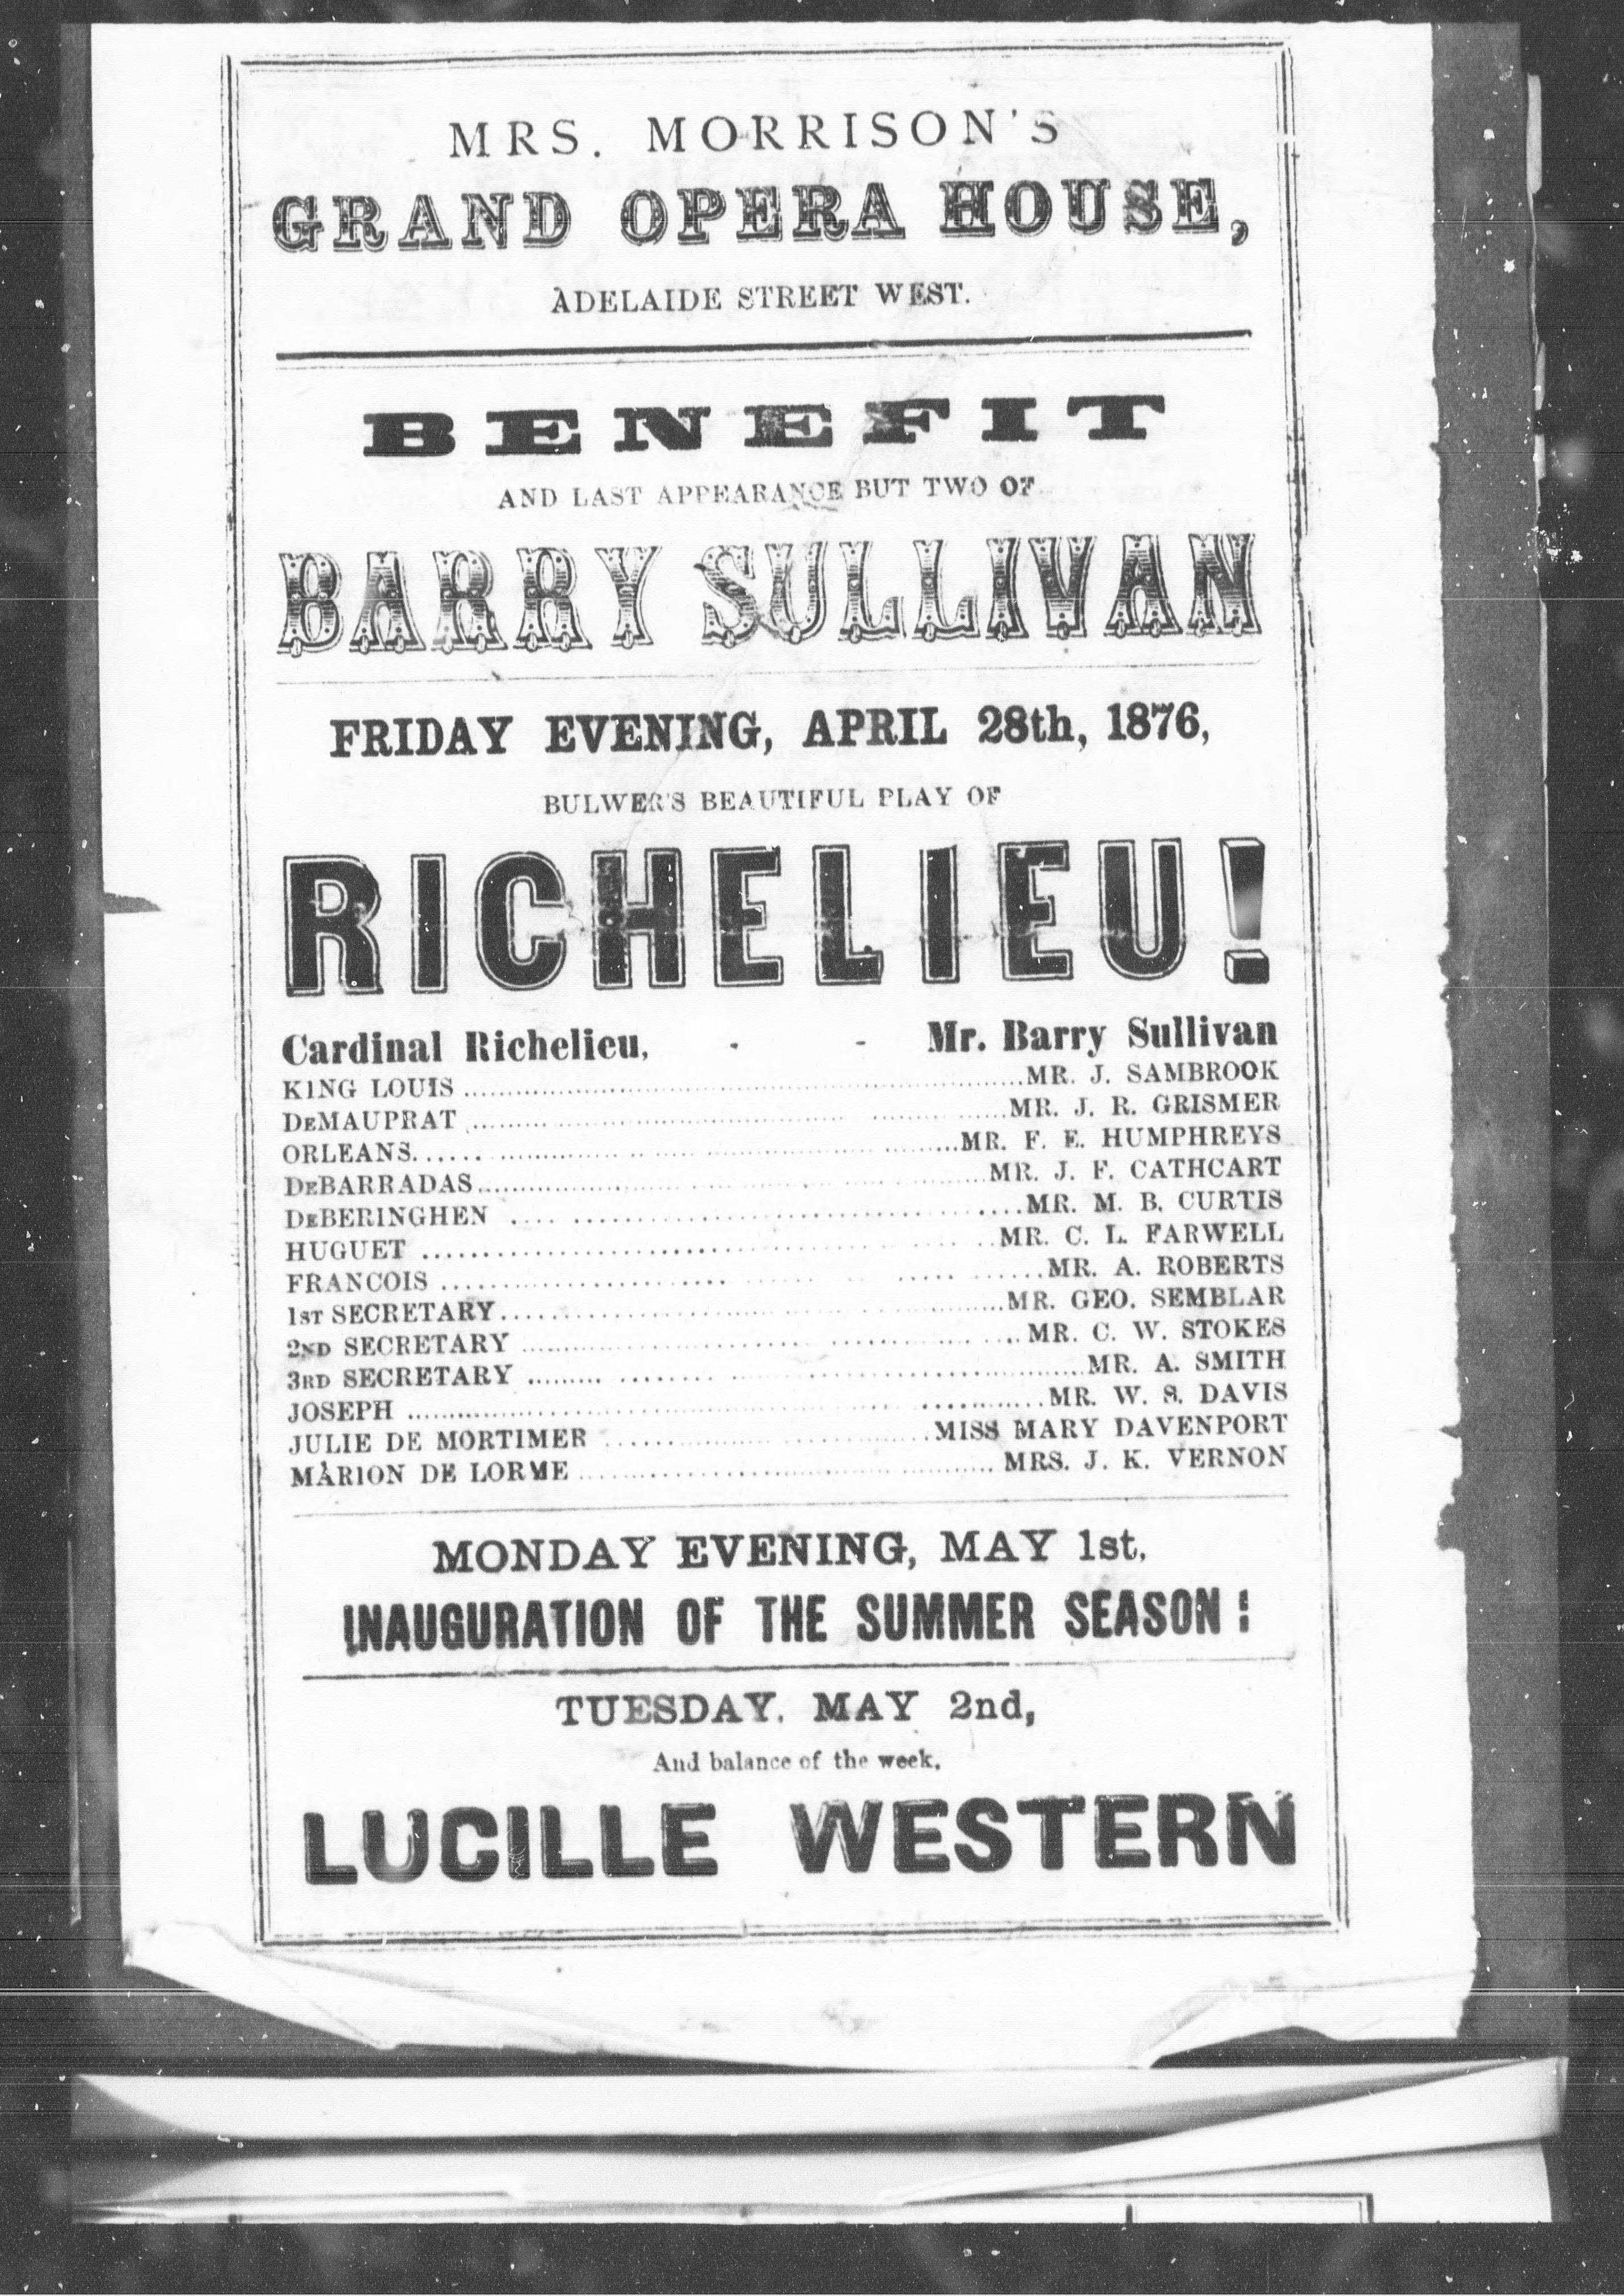 MRS. MORRISON'S
GRAND OPERA HOUSE,
ADELAIDE STREET WEST.
BENEFIT
AND LAST APPEARANCE BUT TWO OF
BARRY SULLIVAN
FRIDAY EVENING, APRIL 28th, 1876,
BULWER'S BEAUTIFUL PLAY OF
RICHELIEU!
Cardinal Richelieu, - - Mr. Barry Sullivan
KING LOUIS ........ MR. J. SAMBROOK
DEMAUPRAT ........ MR. J. R. GRISMER
ORLEANS ........ MR. F. E. HUMPHREYS
DEBARRADAS ........ MR. J. F. CATHCART
DEBERINGHEN ........ MR. M. B. CURTIS
HUGUET ........ MR. C. L. FARWELL
FRANCOIS ........ MR. A. ROBERTS
1ST SECRETARY ........ MR. GEO. SEMBLAR
2ND SECRETARY ........ MR. C. W. STOKES
3RD SECRETARY ........ MR. A. SMITH
JOSEPH ........ MR. W. S. DAVIS
JULIE DE MORTIMER ........ MISS MARY DAVENPORT
MARION DE LORME ........ MRS. J. K. VERNON
MONDAY EVENING, MAY 1st,
INAUGURATION OF THE SUMMER SEASON!
TUESDAY, MAY 2nd,
And balance of the week,
LUCILLE WESTERN